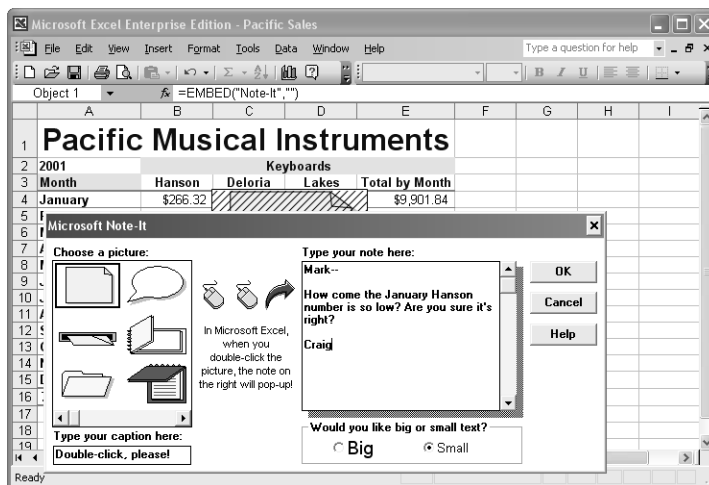 Microsoft Excel Enterprise Edition - Pacific Sales
File Edit View Insert Format Tools Data Window Help Type a question for help
Object 1 fx =EMBED("Note-It","")
A B C D E F G H I
1 Pacific Musical Instruments
2 2001 Keyboards
3 Month Hanson Deloria Lakes Total by Month
4 January $266.32 $9,901.84
5
6
7
8
9
10
11
12
13
14
15
16
17
18
19
Microsoft Note-It
Choose a picture:
In Microsoft Excel,
when you
double-click the
picture, the note on
the right will pop-up!
Type your caption here:
Double-click, please!
Type your note here:
Mark--
How come the January Hanson
number is so low? Are you sure it's
right?
Craig
Would you like big or small text?
Big Small
OK
Cancel
Help
Ready